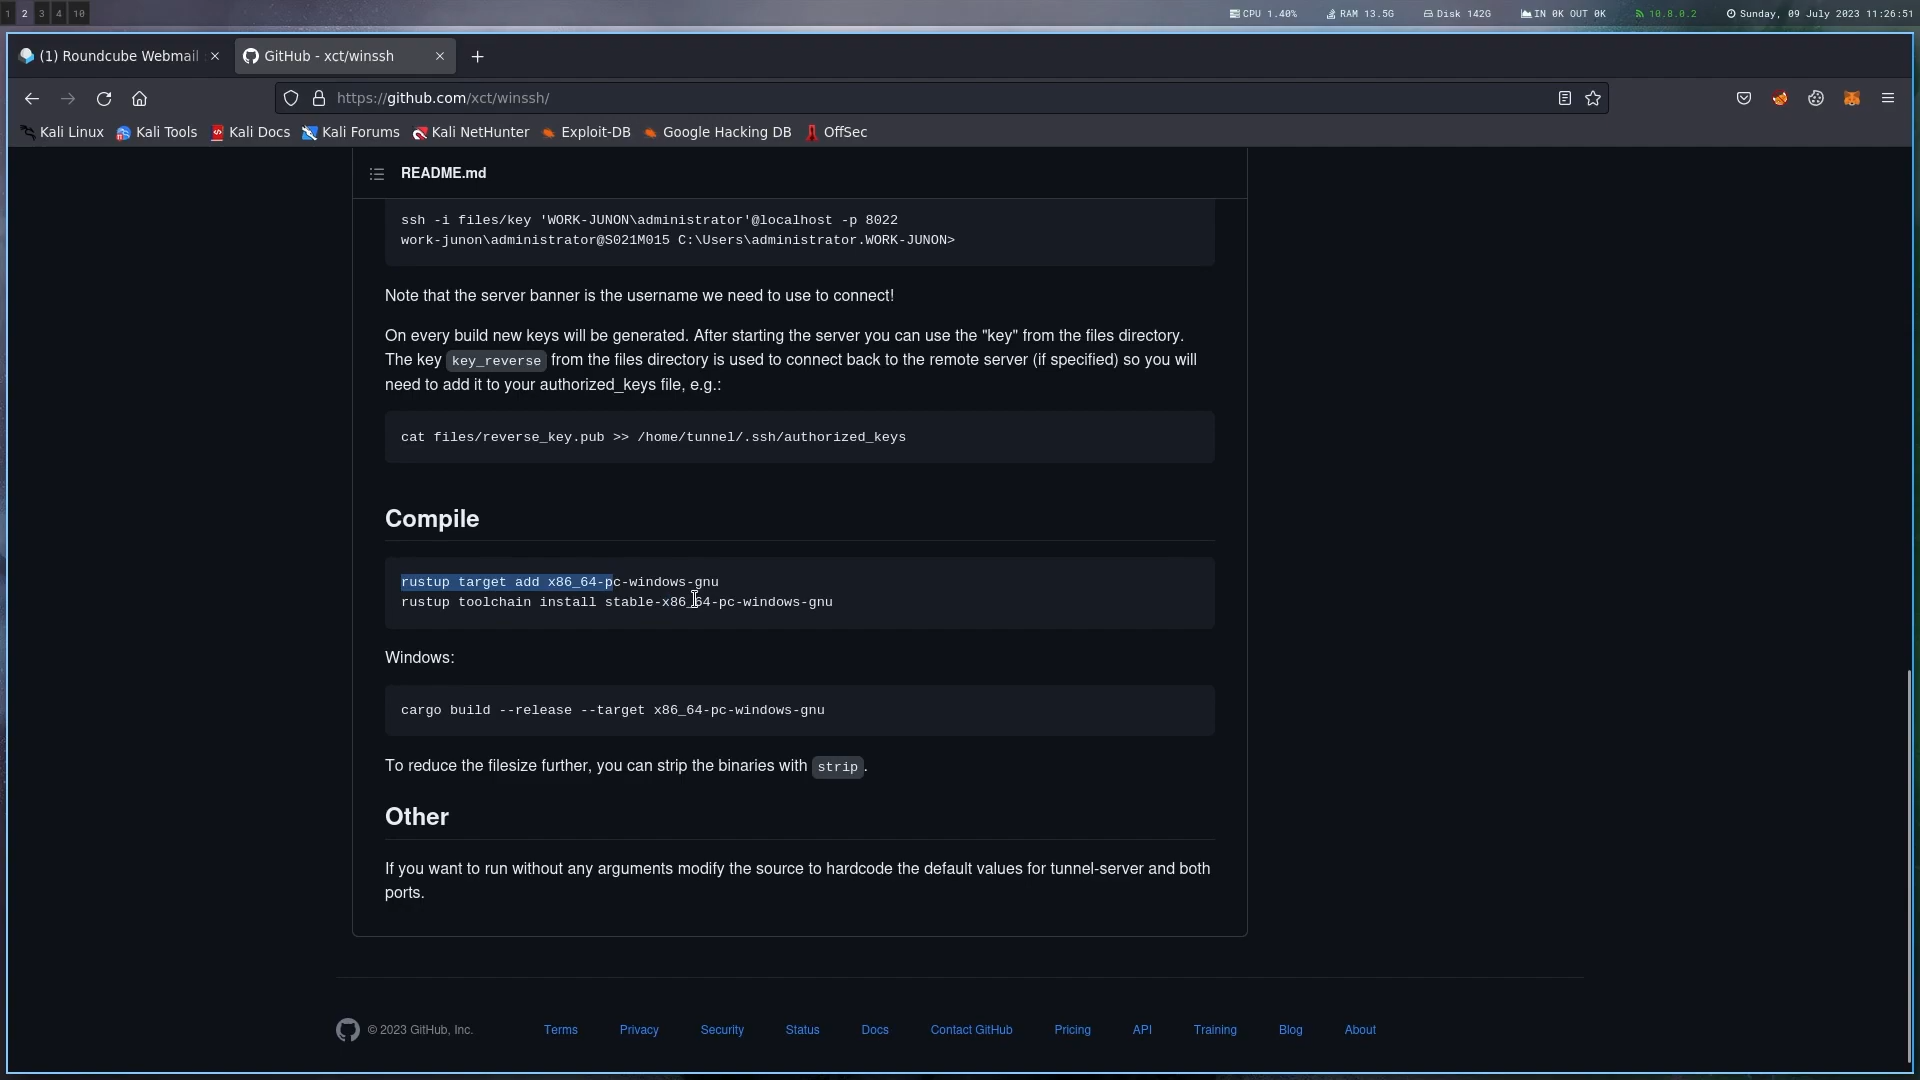 1 2 3 4 10 CPU 1.40% RAM 13.5G Disk 142G IN 0K OUT 0K 10.8.0.2 Sunday, 09 July 2023 11:26:51
(1) Roundcube Webmail GitHub - xct/winssh
https://github.com/xct/winssh/
Kali Linux Kali Tools Kali Docs Kali Forums Kali NetHunter Exploit-DB Google Hacking DB OffSec
README.md
ssh -i files/key 'WORK-JUNON\administrator'@localhost -p 8022
work-junon\administrator@S021M015 C:\Users\administrator.WORK-JUNON>
Note that the server banner is the username we need to use to connect!
On every build new keys will be generated. After starting the server you can use the "key" from the files directory.
The key key_reverse from the files directory is used to connect back to the remote server (if specified) so you will
need to add it to your authorized_keys file, e.g.:
cat files/reverse_key.pub >> /home/tunnel/.ssh/authorized_keys
Compile
rustup target add x86_64-pc-windows-gnu
rustup toolchain install stable-x86_64-pc-windows-gnu
Windows:
cargo build --release --target x86_64-pc-windows-gnu
To reduce the filesize further, you can strip the binaries with strip.
Other
If you want to run without any arguments modify the source to hardcode the default values for tunnel-server and both
ports.
© 2023 GitHub, Inc. Terms Privacy Security Status Docs Contact GitHub Pricing API Training Blog About